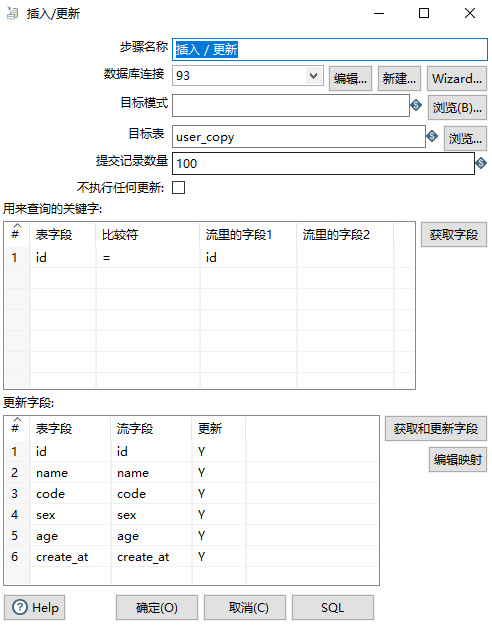 插入/更新
步骤名称 插入 / 更新
数据库连接 93 编辑... 新建... Wizard...
目标模式 浏览(B)...
目标表 user_copy 浏览...
提交记录数量 100
不执行任何更新:
用来查询的关键字:
# 表字段 比较符 流里的字段1 流里的字段2 获取字段
1 id = id
更新字段:
# 表字段 流字段 更新 获取和更新字段
1 id id Y
编辑映射
2 name name Y
3 code code Y
4 sex sex Y
5 age age Y
6 create_at create_at Y
Help 确定(O) 取消(C) SQL